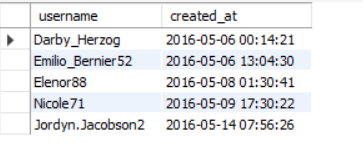 username created_at
Darby_Herzog 2016-05-06 00:14:21
Emilio_Bernier52 2016-05-06 13:04:30
Elenor88 2016-05-08 01:30:41
Nicole71 2016-05-09 17:30:22
Jordyn.Jacobson2 2016-05-14 07:56:26